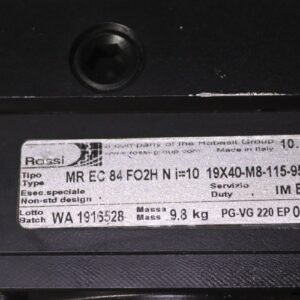 Rossi
a company of the Habasit Group 10.
www.rossi-group.com Made in Italy
Tipo
Type MR EC 84 FO2H N i=10 19X40-M8-115-95
Esec.speciale Servizio
Non-std design Duty IM B
Lotto Massa
Batch WA 1916528 Mass 9.8 kg PG-VG 220 EP 0